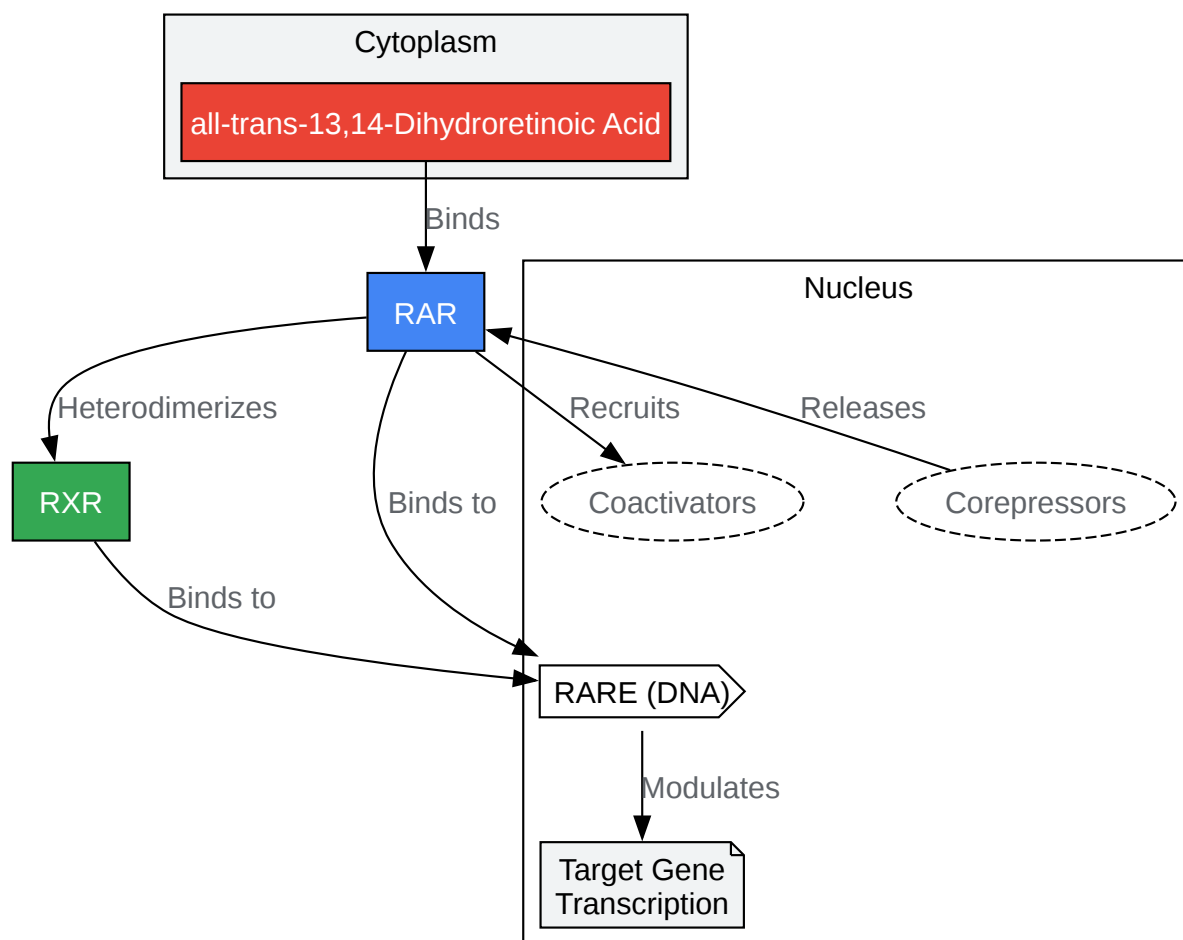 Cytoplasm
all-trans-13,14-Dihydroretinoic Acid
Binds
Nucleus
RAR
Heterodimerizes
Recruits
Releases
RXR
Binds to
Coactivators
Corepressors
Binds to
RARE (DNA)
Modulates
Target Gene
Transcription